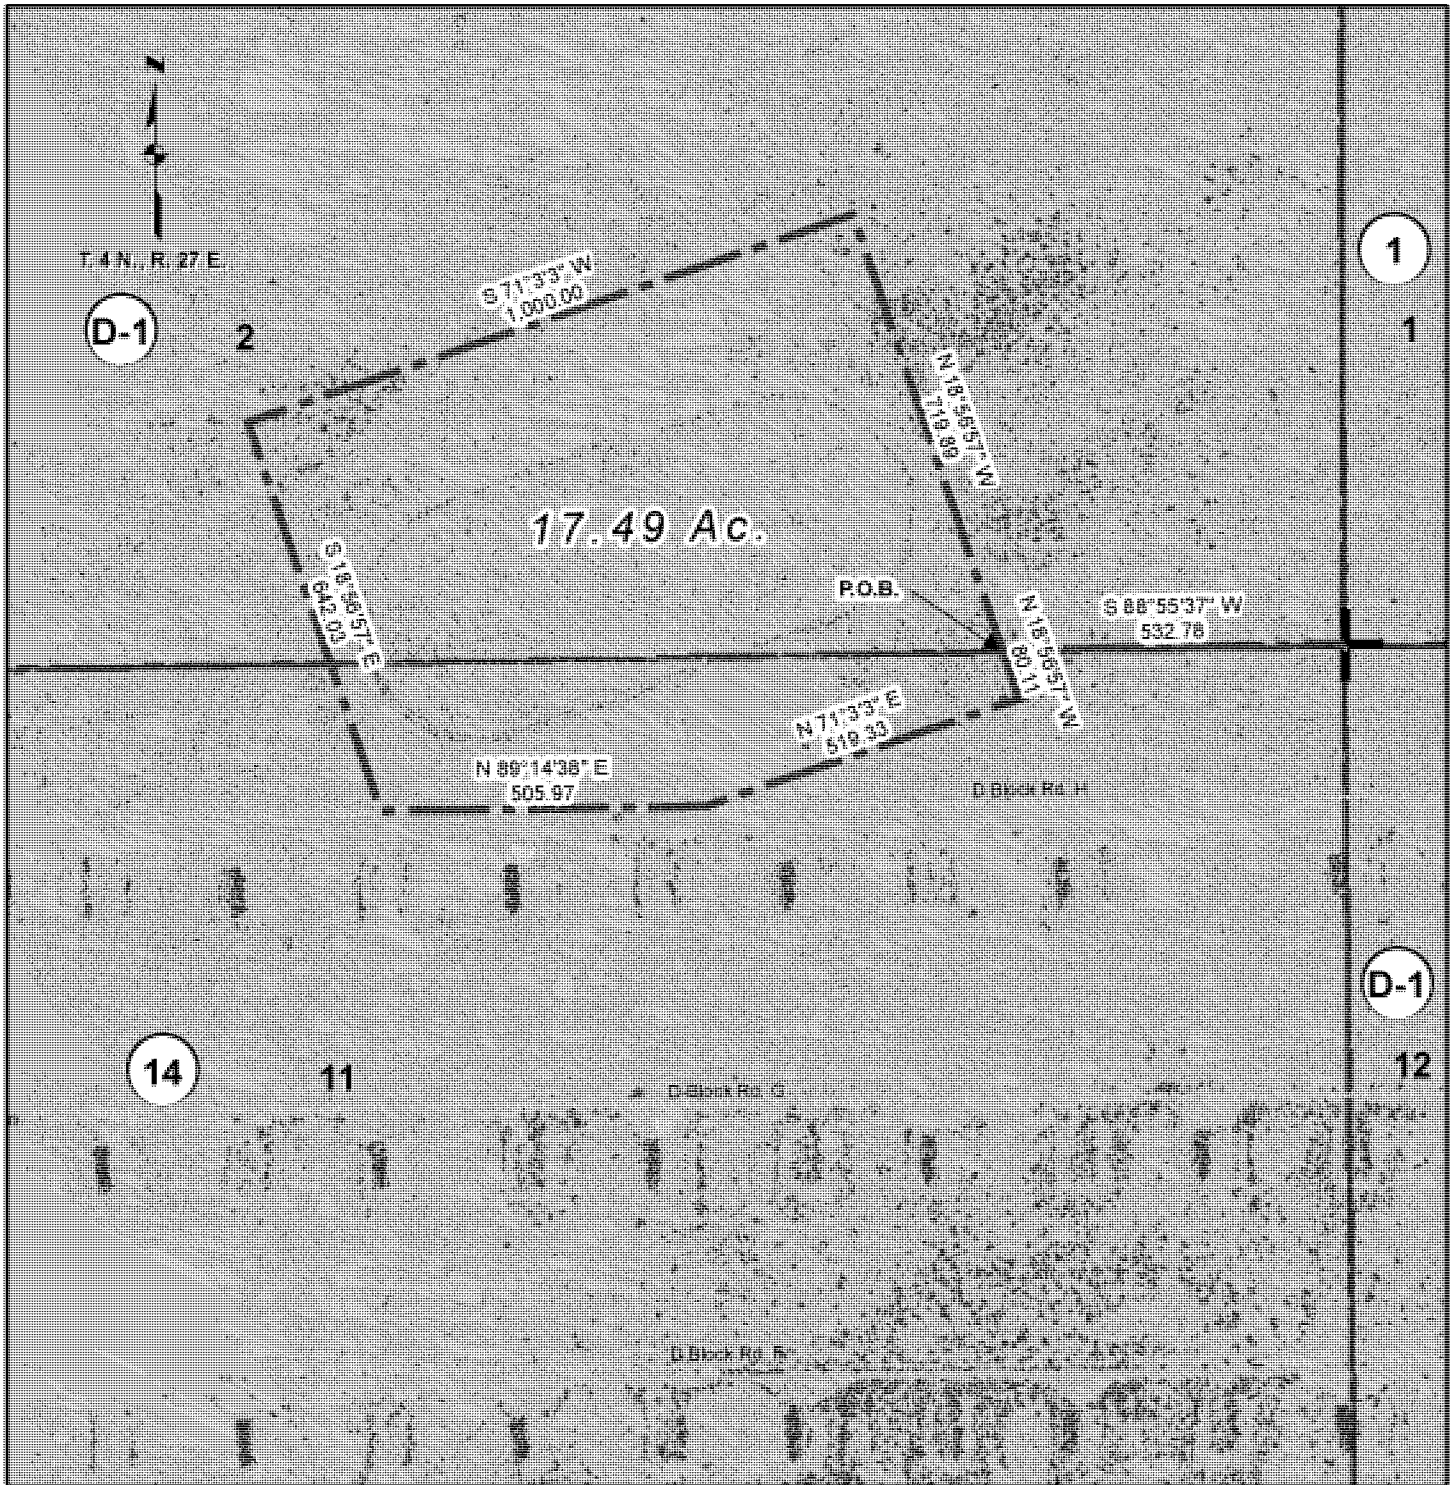 T. 4 N., R. 27 E.
1
D-1
2
1
S 71°3'3" W
1,000.00
N 18°56'57" W
719.89
17.49 Ac.
S 18°56'57" E
642.03
P.O.B.
N 18°56'57" W
80.11
S 88°55'37" W
532.78
N 71°3'3" E
519.33
N 89°14'38" E
505.97
D Block Rd. H
D-1
14
11
12
D Block Rd. G
D Block Rd. F